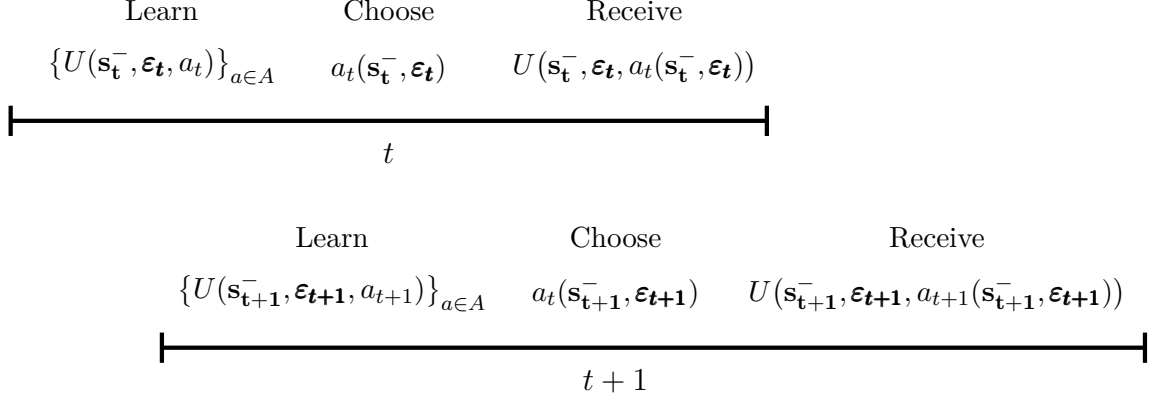 Learn Choose Receive
{U(s_t^-, ε_t, a_t)}_{a∈A} a_t(s_t^-, ε_t) U(s_t^-, ε_t, a_t(s_t^-, ε_t))
t
Learn Choose Receive
{U(s_{t+1}^-, ε_{t+1}, a_{t+1})}_{a∈A} a_t(s_{t+1}^-, ε_{t+1}) U(s_{t+1}^-, ε_{t+1}, a_{t+1}(s_{t+1}^-, ε_{t+1}))
t + 1